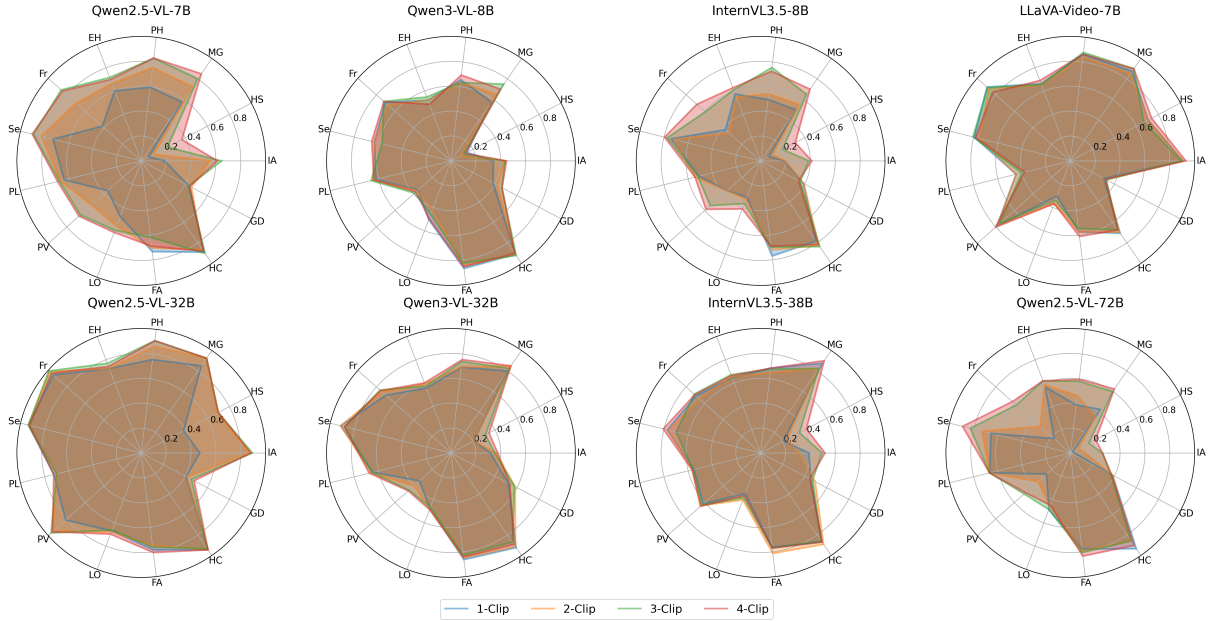 Qwen2.5-VL-7B
IA
HS
MG
PH
EH
Fr
Se
PL
PV
LO
FA
HC
GD
0.2
0.4
0.6
0.8
Qwen3-VL-8B
IA
HS
MG
PH
EH
Fr
Se
PL
PV
LO
FA
HC
GD
0.2
0.4
0.6
0.8
InternVL3.5-8B
IA
HS
MG
PH
EH
Fr
Se
PL
PV
LO
FA
HC
GD
0.2
0.4
0.6
0.8
LLaVA-Video-7B
IA
HS
MG
PH
EH
Fr
Se
PL
PV
LO
FA
HC
GD
0.2
0.4
0.6
0.8
Qwen2.5-VL-32B
IA
HS
MG
PH
EH
Fr
Se
PL
PV
LO
FA
HC
GD
0.2
0.4
0.6
0.8
Qwen3-VL-32B
IA
HS
MG
PH
EH
Fr
Se
PL
PV
LO
FA
HC
GD
0.2
0.4
0.6
0.8
InternVL3.5-38B
IA
HS
MG
PH
EH
Fr
Se
PL
PV
LO
FA
HC
GD
0.2
0.4
0.6
0.8
Qwen2.5-VL-72B
IA
HS
MG
PH
EH
Fr
Se
PL
PV
LO
FA
HC
GD
0.2
0.4
0.6
0.8
1-Clip 2-Clip 3-Clip 4-Clip